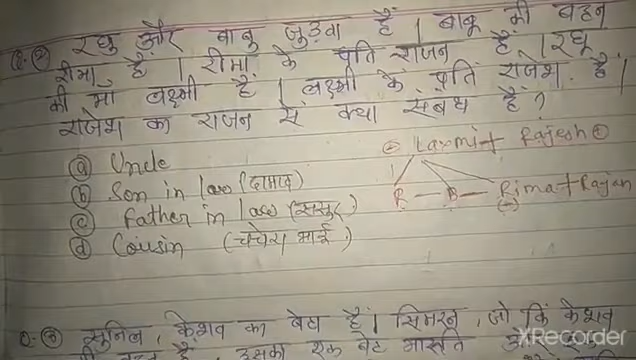 Q.② रघु और बाबु जुड़वा हैं। बाबू की बहन
रीमा है। रीमा के पति राजन हैं। रघू
की माँ लक्ष्मी हैं। लक्ष्मी के पति राजेश हैं।
राजेश का राजन से क्या संबंध है?
ⓐ Uncle
ⓑ Son in law (दामाद)
ⓒ Father in law (ससुर)
ⓓ Cousin (चचेरा भाई)
⊖ Laxmi + Rajesh ⊕
R — B — Rima + Rajan
(-)
Q-③ सुनिल, केशव का बेटा है। सिमरन, जो कि केशव
की बहन है, उसका एक बेटा मारुति
XRecorder